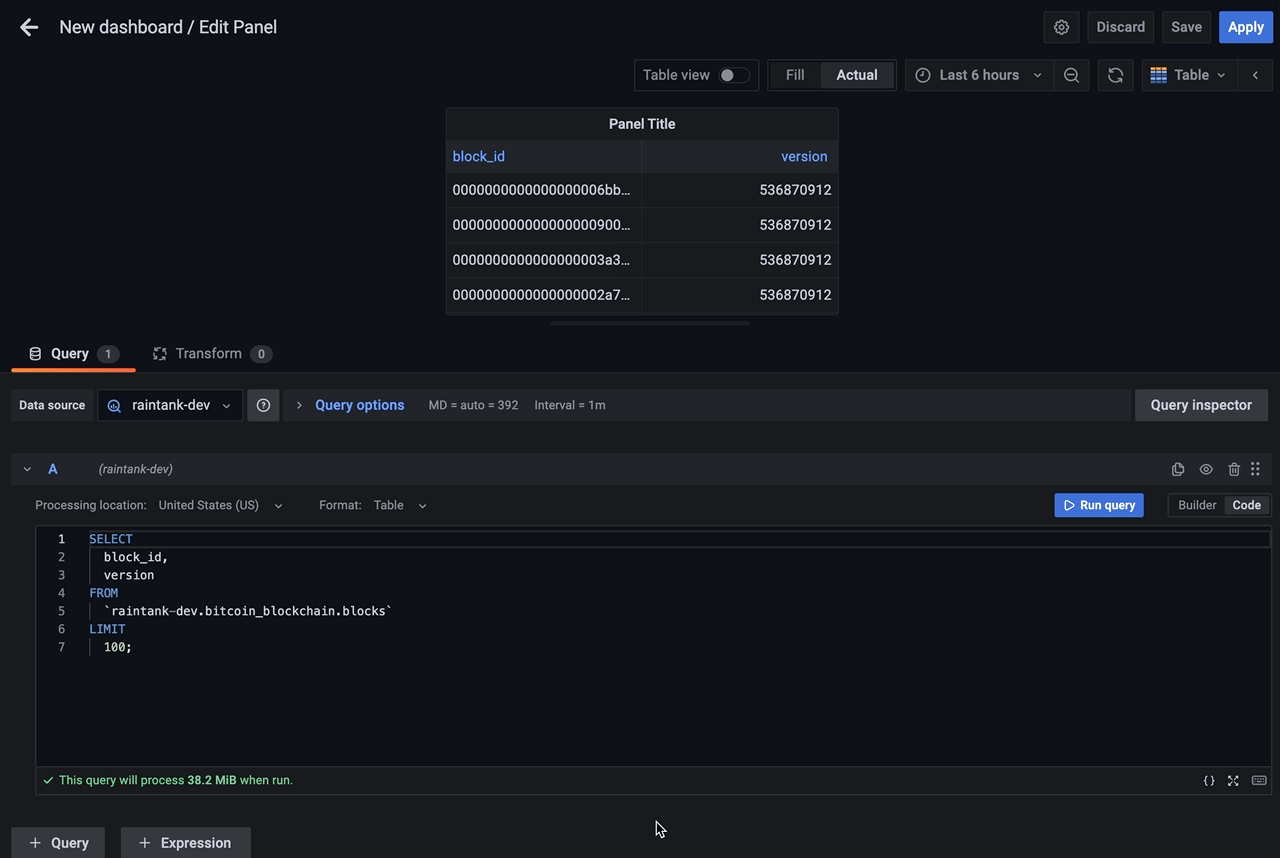 New dashboard / Edit Panel
Discard
Save
Apply
Table view
Fill
Actual
Last 6 hours
Table
Panel Title
block_id version
0000000000000000006bb... 536870912
000000000000000000900... 536870912
0000000000000000003a3... 536870912
0000000000000000002a7... 536870912
Query 1
Transform 0
Data source
raintank-dev
Query options
MD = auto = 392
Interval = 1m
Query inspector
A (raintank-dev)
Processing location: United States (US)
Format: Table
Run query
Builder
Code
1 SELECT
2 block_id,
3 version
4 FROM
5 `raintank-dev.bitcoin_blockchain.blocks`
6 LIMIT
7 100;
This query will process 38.2 MiB when run.
+ Query
+ Expression